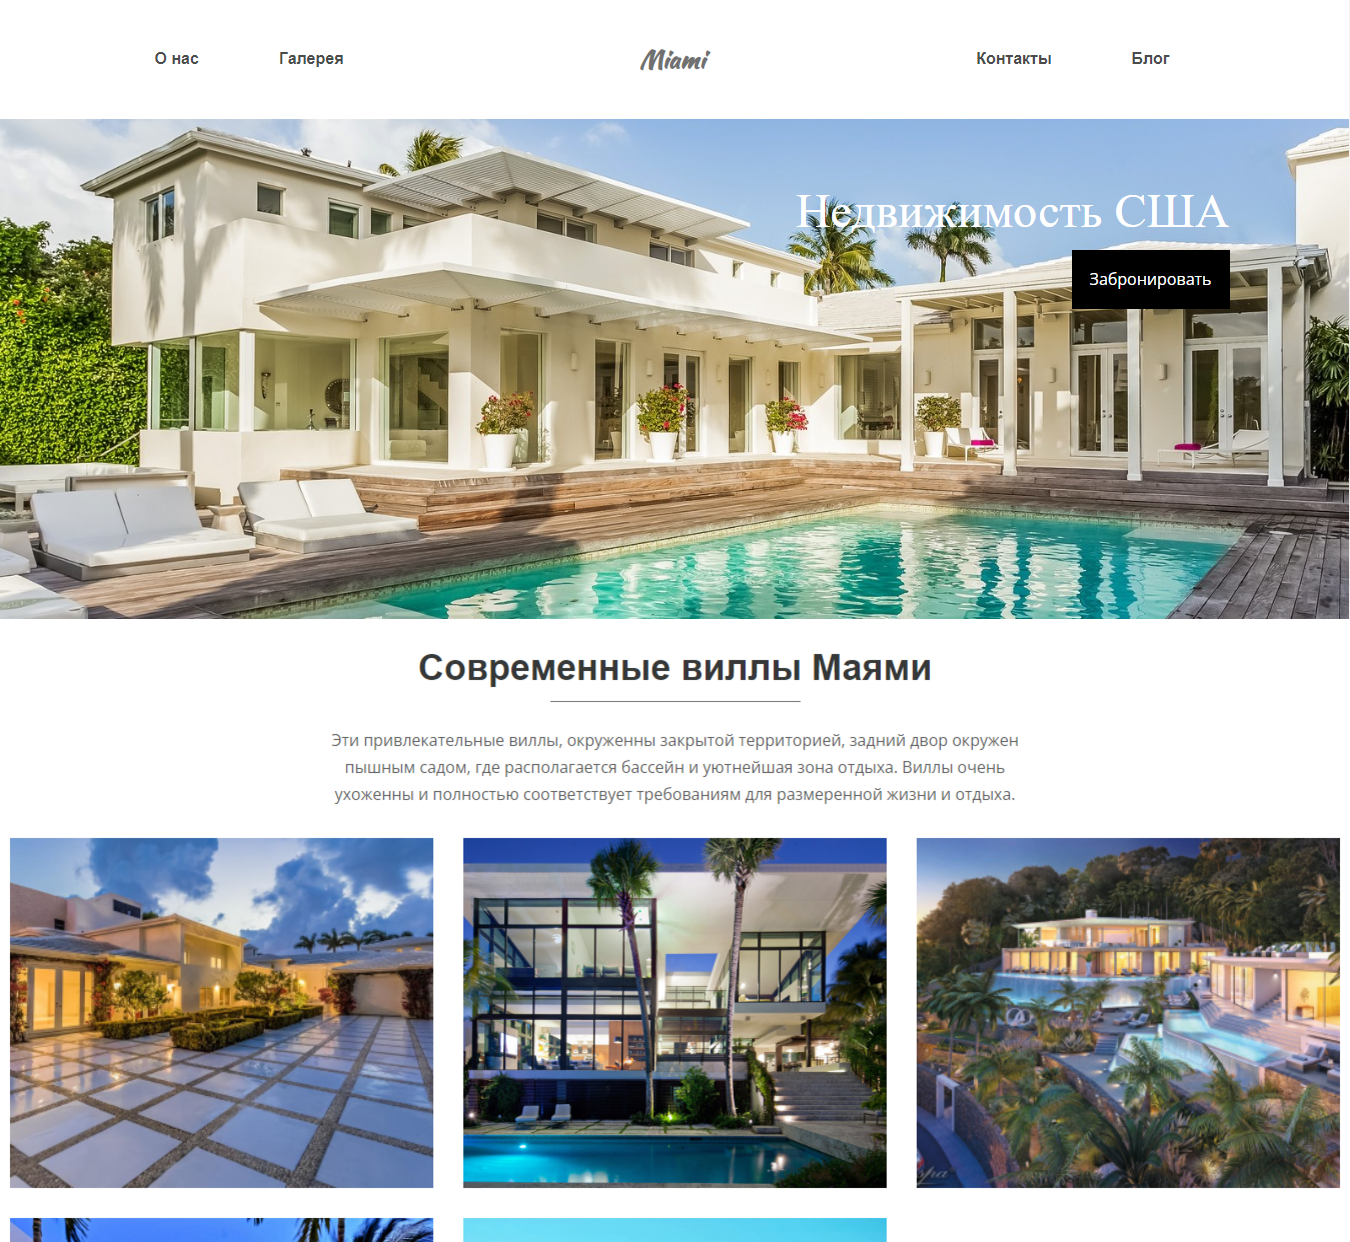 О нас
Галерея
Miami
Контакты
Блог
Недвижимость США
Забронировать
Современные виллы Маями
Эти привлекательные виллы, окруженны закрытой территорией, задний двор окружен
пышным садом, где располагается бассейн и уютнейшая зона отдыха. Виллы очень
ухоженны и полностью соответствует требованиям для размеренной жизни и отдыха.